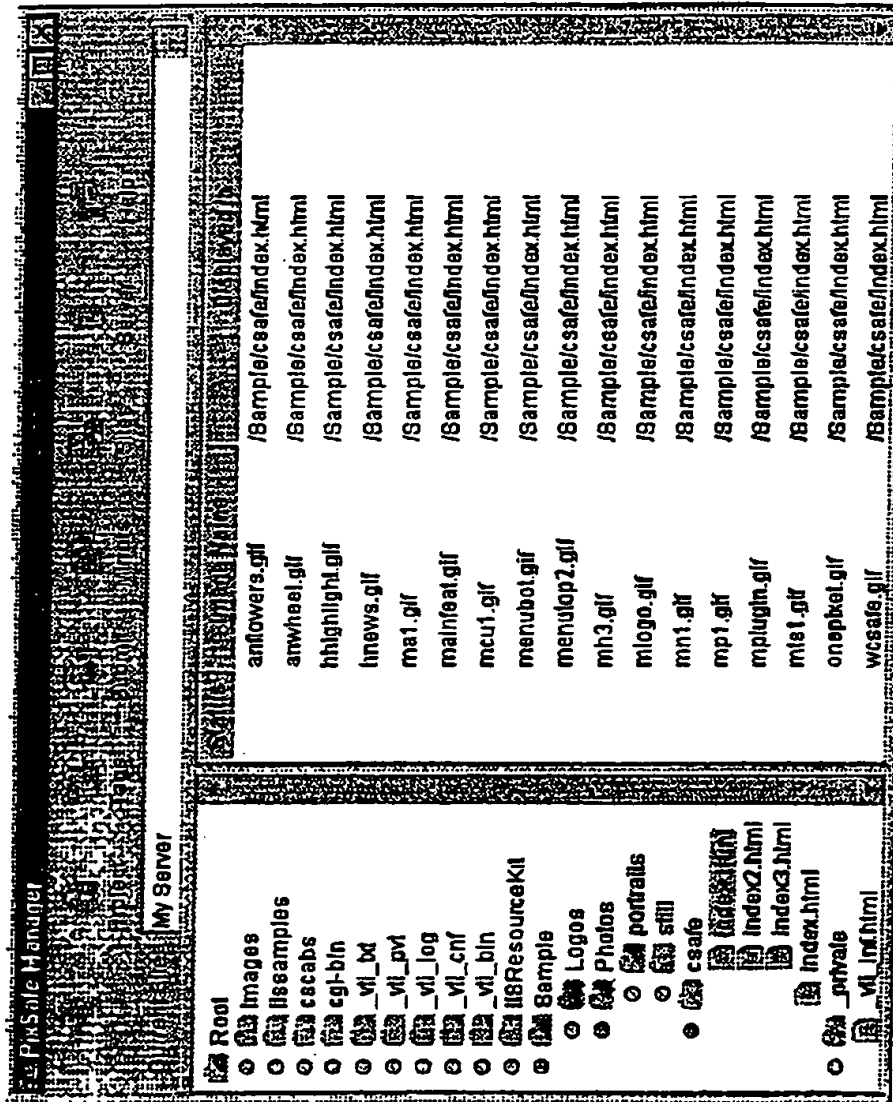 PikSafe Manager
My Server
Root
Images
iissamples
cscabs
cgi-bin
_vti_txt
_vti_pvt
_vti_log
_vti_cnf
_vti_bin
IISResourceKit
Sample
Logos
Photos
portraits
still
csafe
Index.html
Index2.html
Index3.html
Index.html
_private
_vti_inf.html
Image Name
anflowers.gif /Sample/csafe/Index.html
anwheel.gif /Sample/csafe/Index.html
hhighlight.gif /Sample/csafe/Index.html
hnews.gif /Sample/csafe/Index.html
ma1.gif /Sample/csafe/Index.html
mainfeat.gif /Sample/csafe/Index.html
mcu1.gif /Sample/csafe/Index.html
menubot.gif /Sample/csafe/Index.html
menutop2.gif /Sample/csafe/Index.html
mh3.gif /Sample/csafe/Index.html
mlogo.gif /Sample/csafe/Index.html
mn1.gif /Sample/csafe/Index.html
mp1.gif /Sample/csafe/Index.html
mplugin.gif /Sample/csafe/Index.html
mts1.gif /Sample/csafe/Index.html
onepixel.gif /Sample/csafe/Index.html
wcsafe.gif /Sample/csafe/Index.html